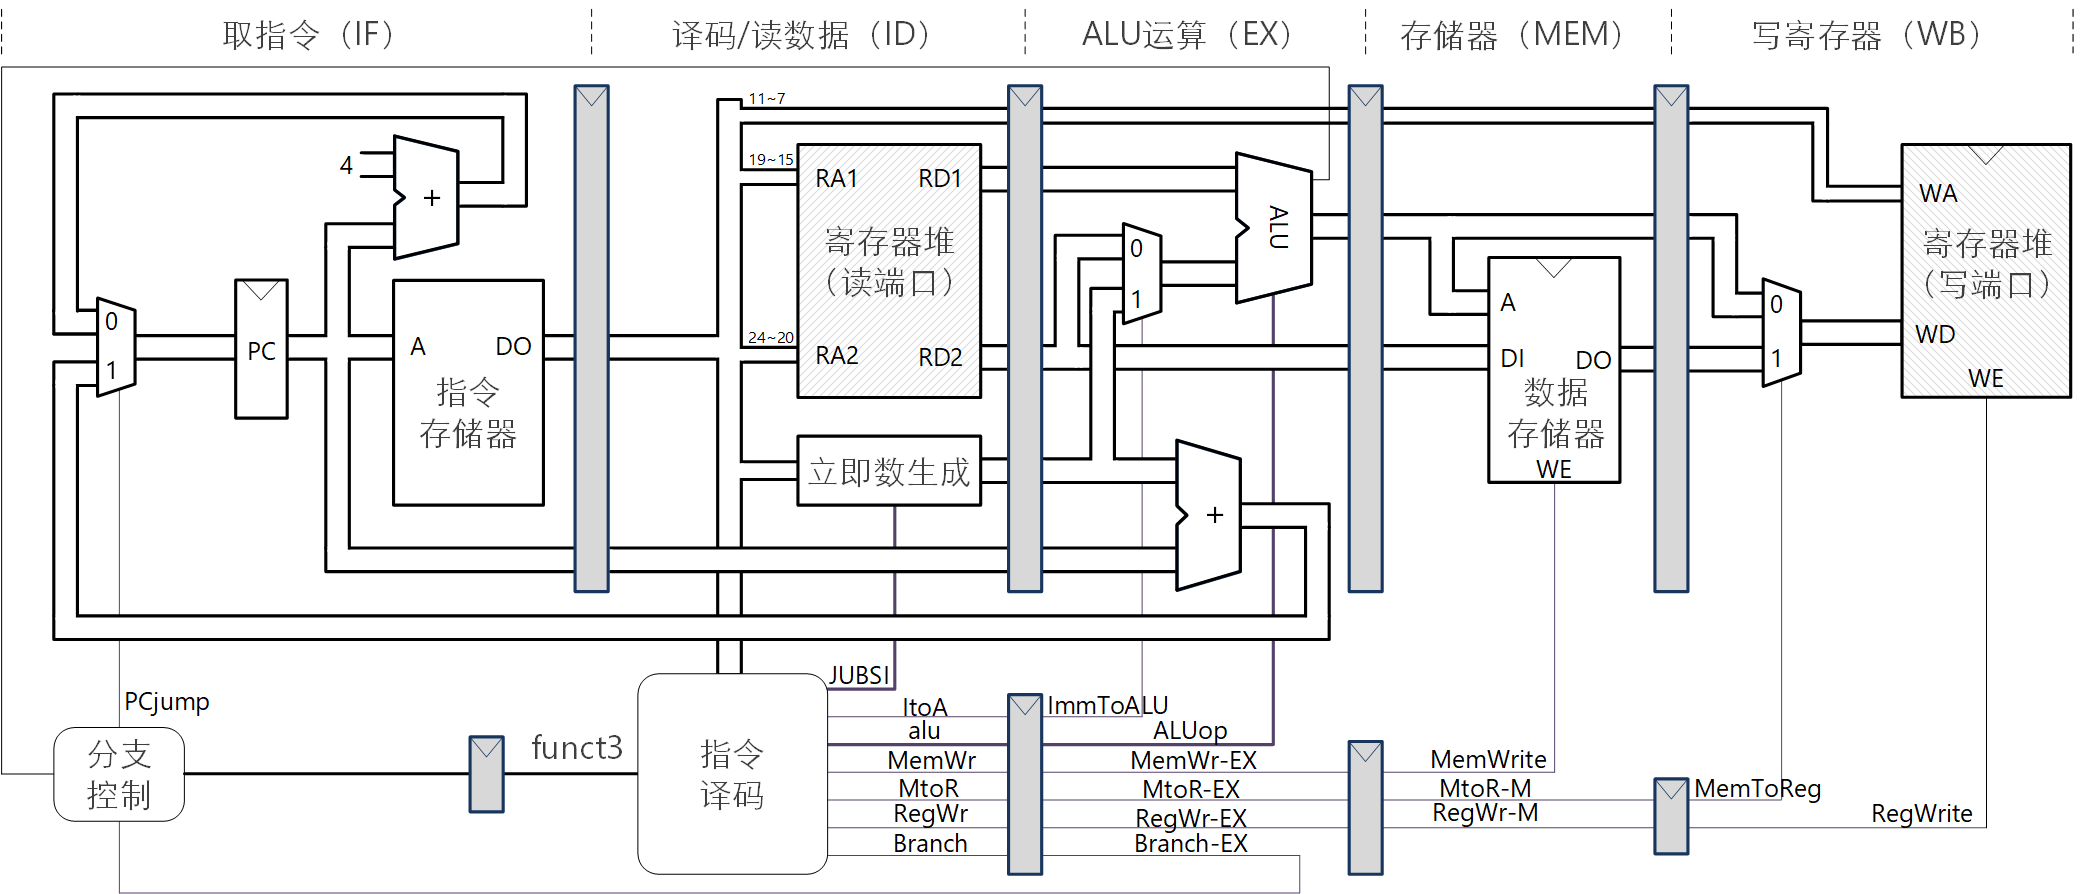 取指令（IF）
译码/读数据（ID）
ALU运算（EX）
存储器（MEM）
写寄存器（WB）
11~7
4
+
19~15
RA1
RD1
寄存器堆
（读端口）
24~20
RA2
RD2
ALU
0
1
WA
寄存器堆
（写端口）
WD
WE
0
1
PC
A
DO
指令
存储器
A
DI
DO
数据
存储器
WE
0
1
立即数生成
+
JUBSI
PCjump
分支
控制
funct3
指令
译码
ItoA
ImmToALU
alu
ALUop
MemWr
MemWr-EX
MemWrite
MtoR
MtoR-EX
MtoR-M
MemToReg
RegWr
RegWr-EX
RegWr-M
RegWrite
Branch
Branch-EX